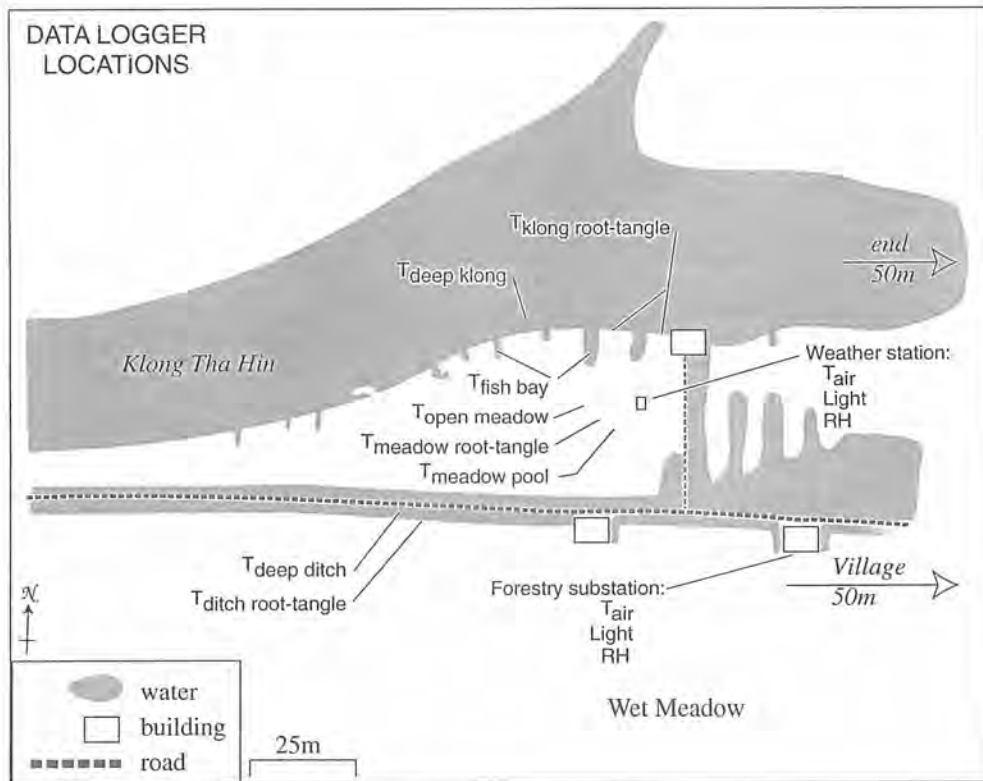 DATA LOGGER
LOCATIONS
Tklong root-tangle
Tdeep klong
end
50m
Klong Tha Hin
Weather station:
Tair
Light
RH
Tfish bay
Topen meadow
Tmeadow root-tangle
Tmeadow pool
Tdeep ditch
Tditch root-tangle
Forestry substation:
Tair
Light
RH
Village
50m
N
water
building
road
25m
Wet Meadow